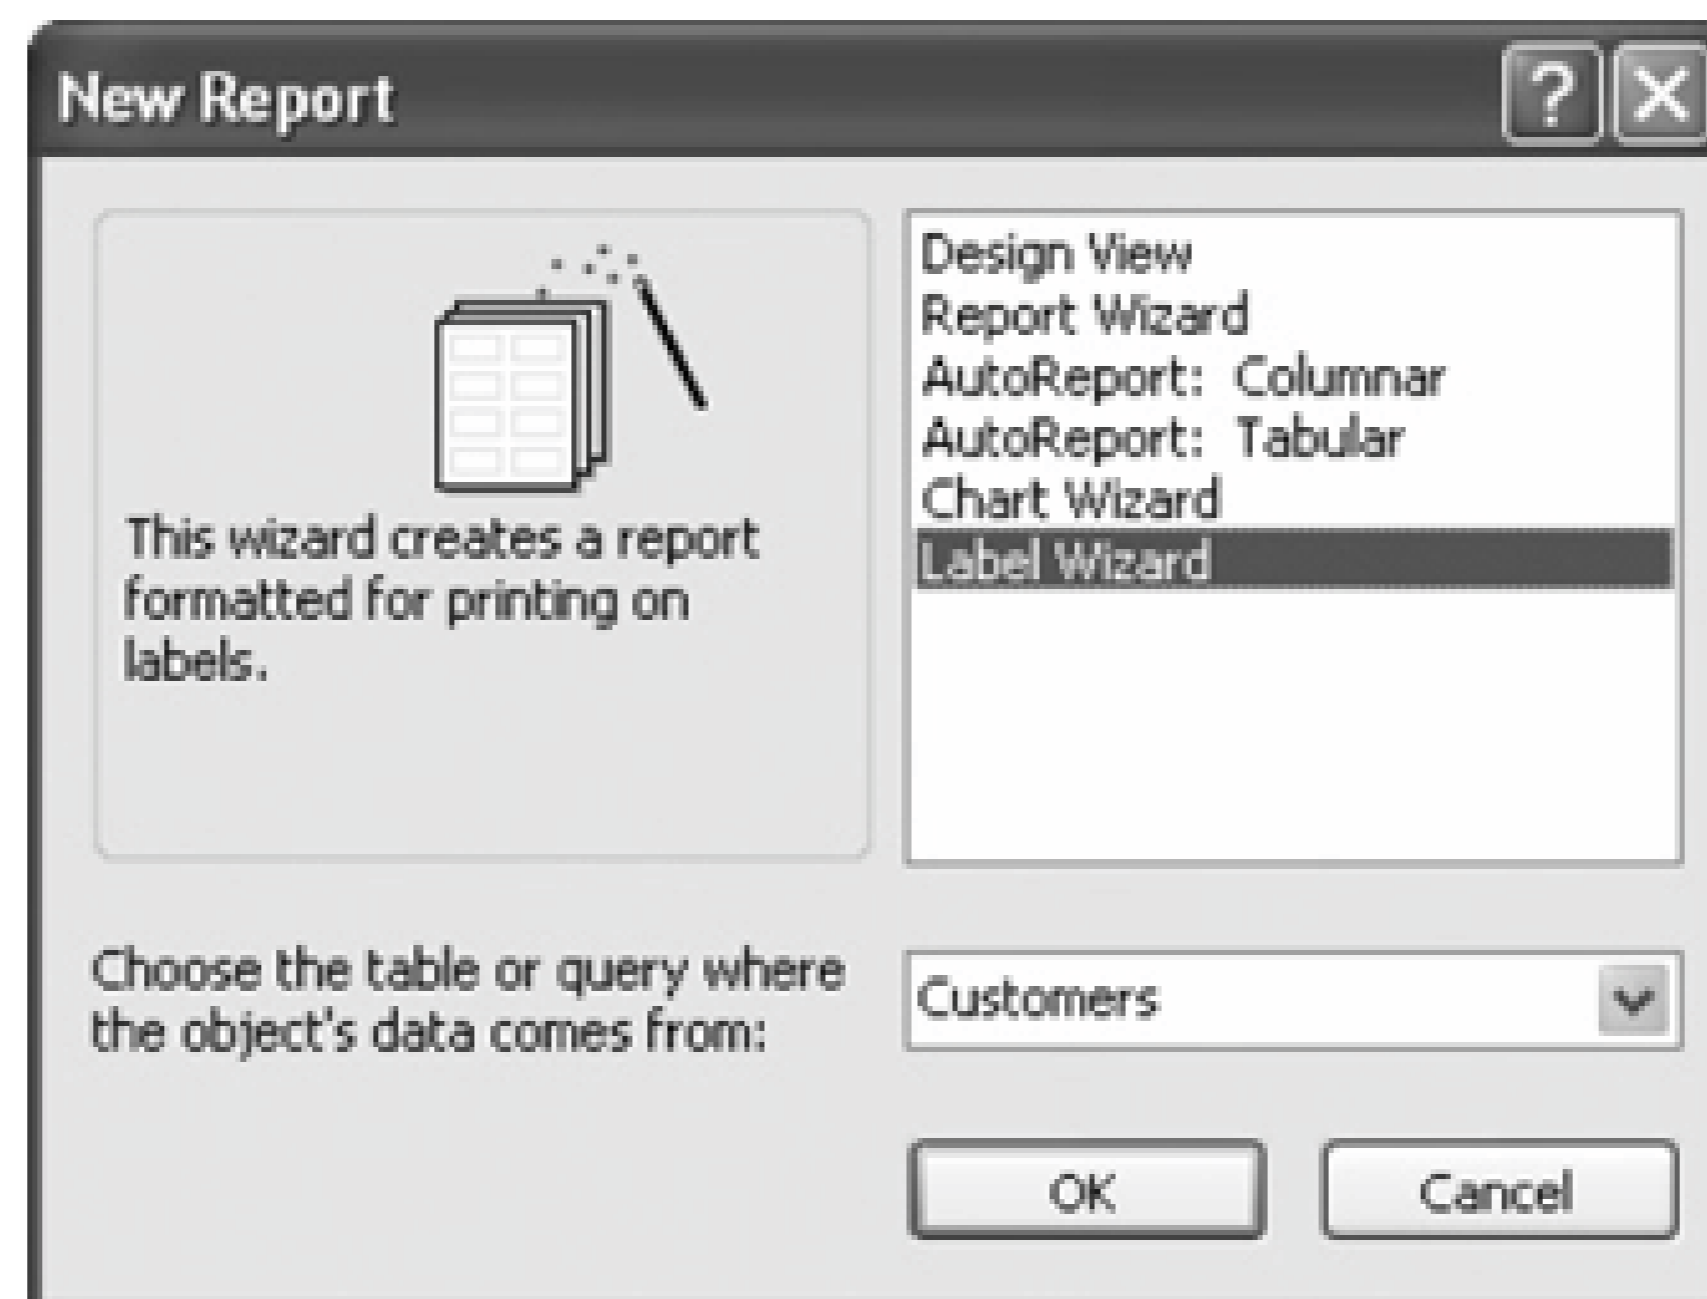 New Report
This wizard creates a report
formatted for printing on
labels.
Design View
Report Wizard
AutoReport: Columnar
AutoReport: Tabular
Chart Wizard
Label Wizard
Choose the table or query where
the object's data comes from:
Customers
OK
Cancel